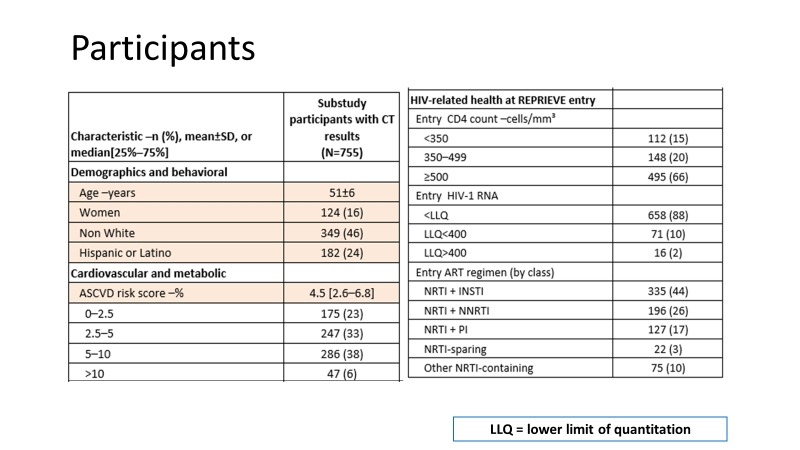 Participants
Characteristic –n (%), mean±SD, or median[25%–75%] Substudy participants with CT results (N=755)
Demographics and behavioral
Age –years 51±6
Women 124 (16)
Non White 349 (46)
Hispanic or Latino 182 (24)
Cardiovascular and metabolic
ASCVD risk score –% 4.5 [2.6–6.8]
0–2.5 175 (23)
2.5–5 247 (33)
5–10 286 (38)
>10 47 (6)
HIV-related health at REPRIEVE entry
Entry CD4 count –cells/mm³
<350 112 (15)
350–499 148 (20)
≥500 495 (66)
Entry HIV-1 RNA
<LLQ 658 (88)
LLQ<400 71 (10)
LLQ>400 16 (2)
Entry ART regimen (by class)
NRTI + INSTI 335 (44)
NRTI + NNRTI 196 (26)
NRTI + PI 127 (17)
NRTI-sparing 22 (3)
Other NRTI-containing 75 (10)
LLQ = lower limit of quantitation